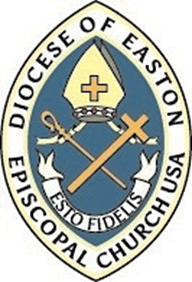 DIOCESE OF EASTON
EPISCOPAL CHURCH USA
ESTO FIDELIS